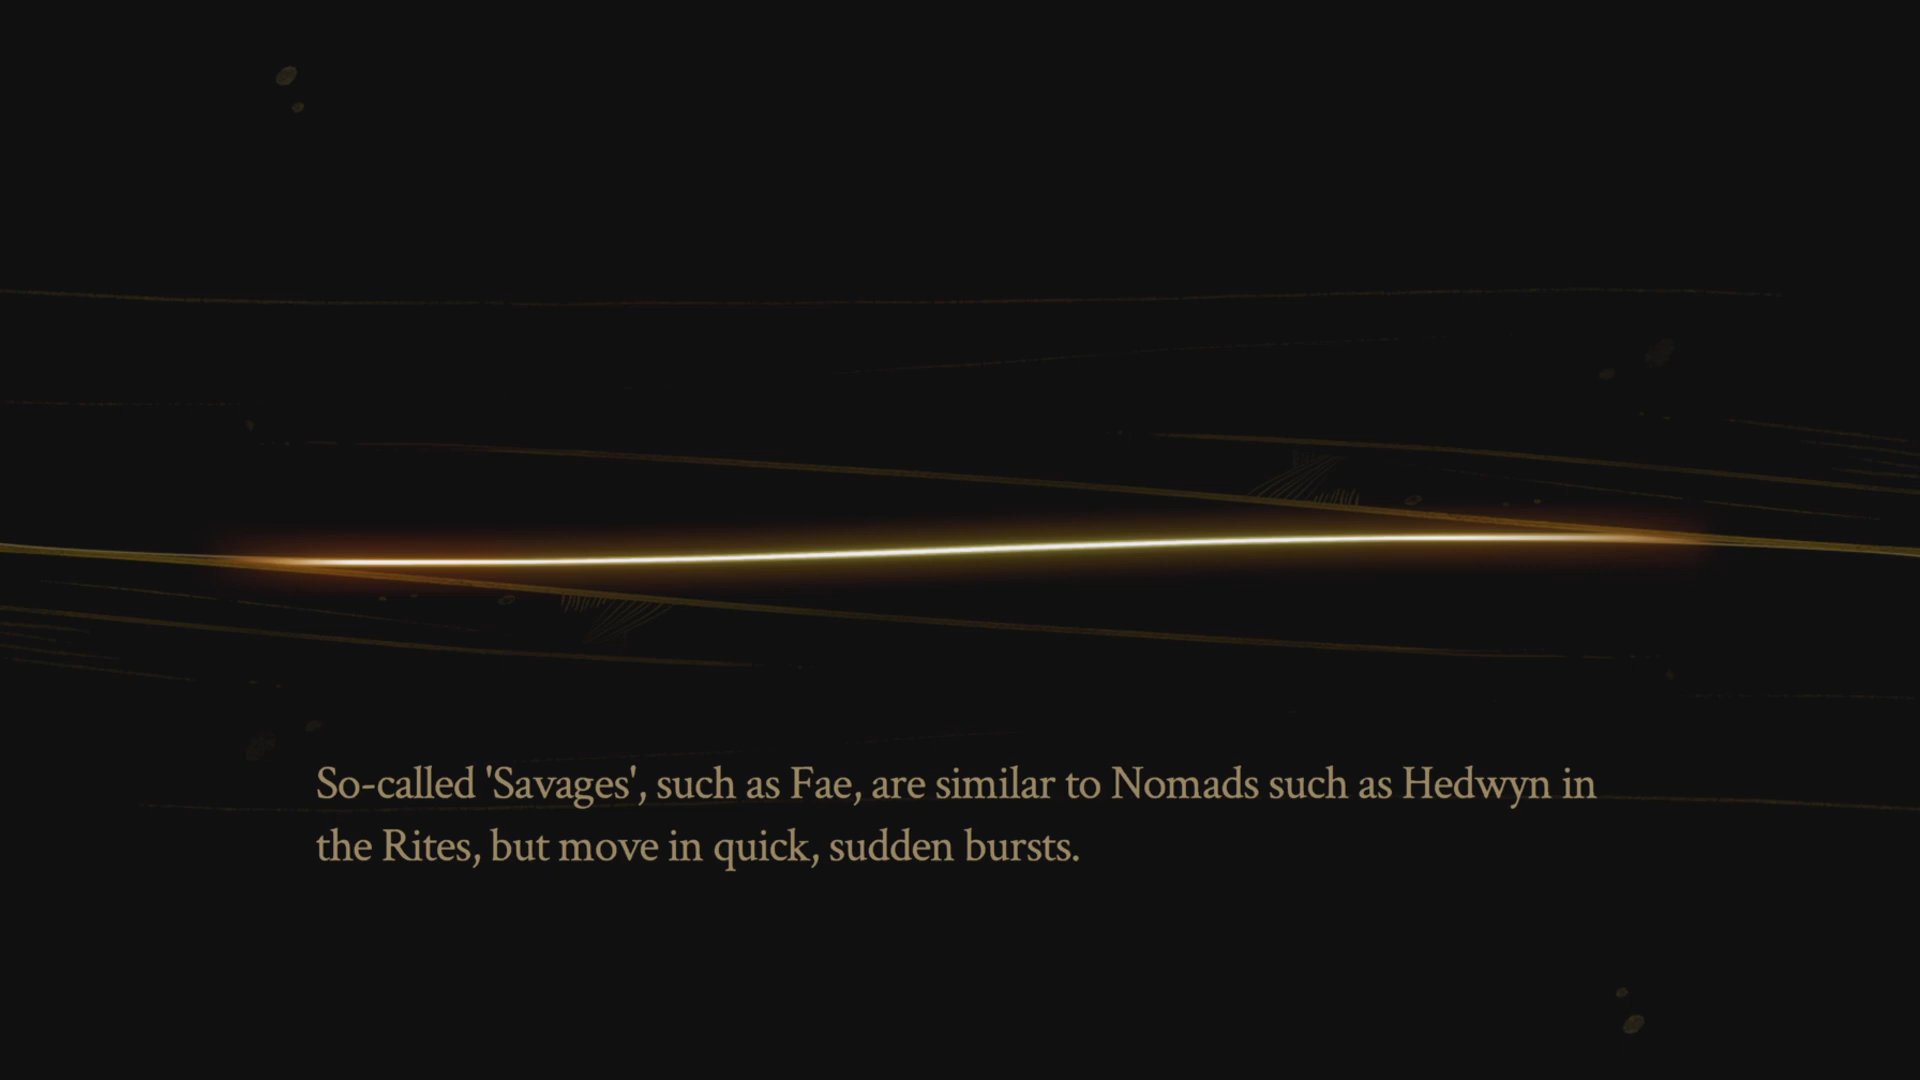 So-called 'Savages', such as Fae, are similar to Nomads such as Hedwyn in
the Rites, but move in quick, sudden bursts.